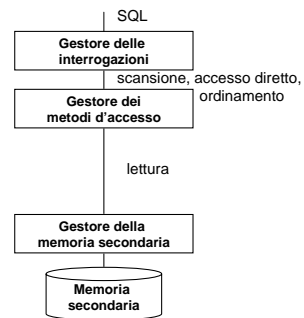 SQL
Gestore delle
interrogazioni
scansione, accesso diretto,
ordinamento
Gestore dei
metodi d'accesso
lettura
Gestore della
memoria secondaria
Memoria
secondaria